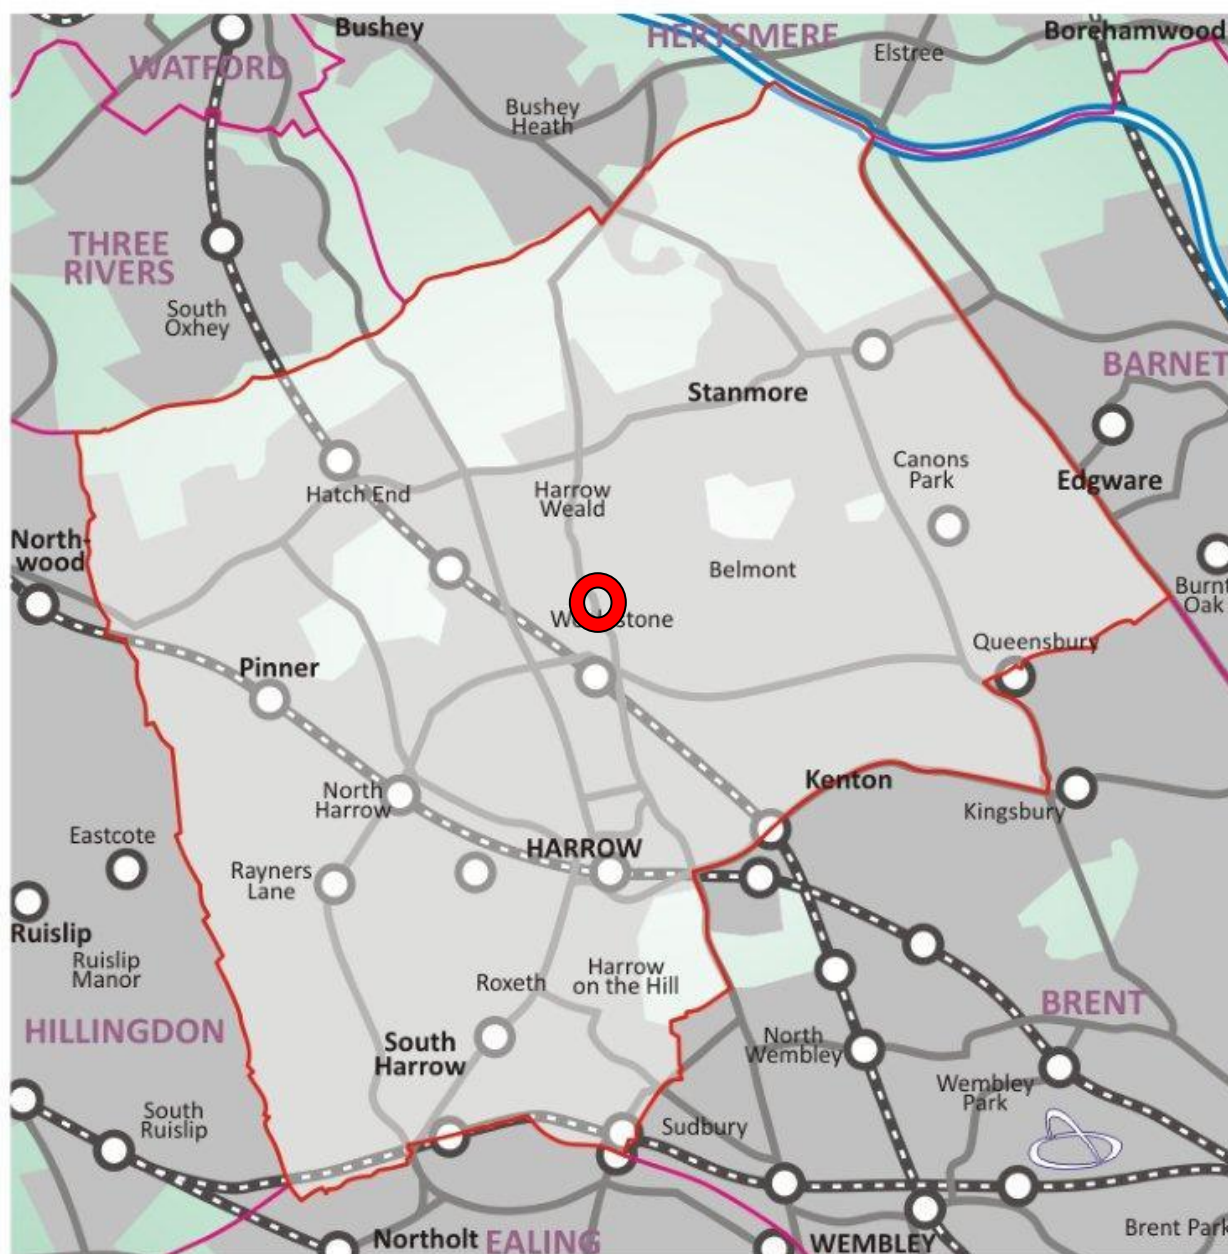 Bushey
HERTSMERE
Borehamwood
Elstree
WATFORD
Bushey
Heath
THREE
RIVERS
South
Oxhey
BARNET
Stanmore
Canons
Park
Edgware
Hatch End
Harrow
Weald
North-
wood
Belmont
Burnt
Oak
Queensbury
Pinner
North
Harrow
Kenton
Kingsbury
Eastcote
HARROW
Rayners
Lane
Ruislip
Ruislip
Manor
Roxeth
Harrow
on the Hill
BRENT
HILLINGDON
South
Harrow
North
Wembley
Wembley
Park
South
Ruislip
Sudbury
Northolt
EALING
WEMBLEY
Brent Park